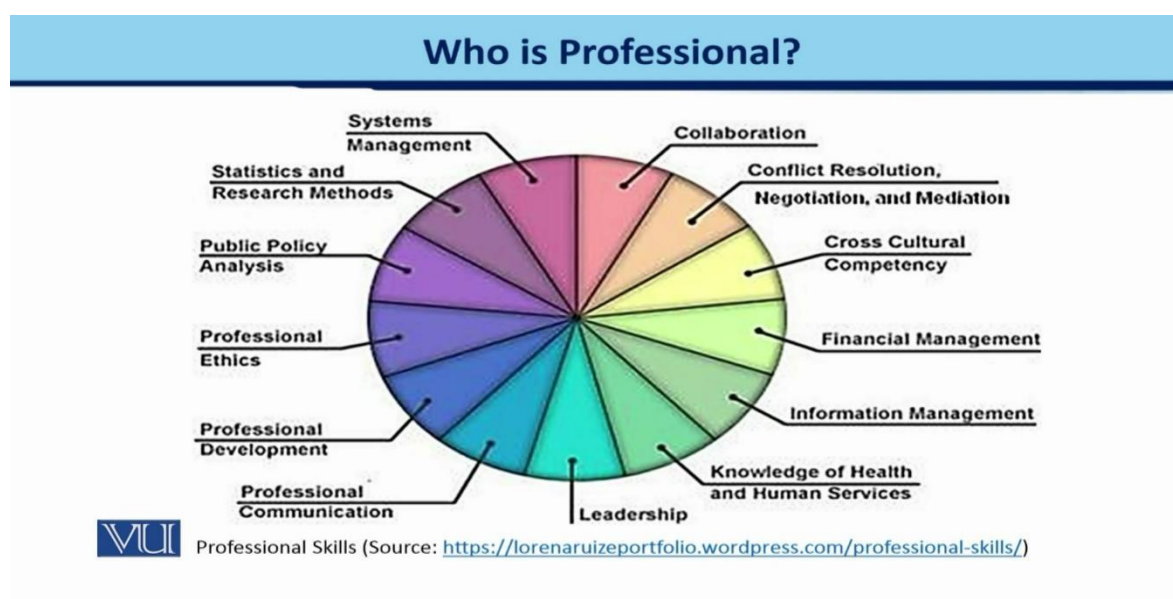 Who is Professional?
Systems
Management
Collaboration
Statistics and
Research Methods
Conflict Resolution,
Negotiation, and Mediation
Public Policy
Analysis
Cross Cultural
Competency
Professional
Ethics
Financial Management
Professional
Development
Information Management
Professional
Communication
Knowledge of Health
and Human Services
Leadership
VU
Professional Skills (Source: https://lorenaruizeportfolio.wordpress.com/professional-skills/)